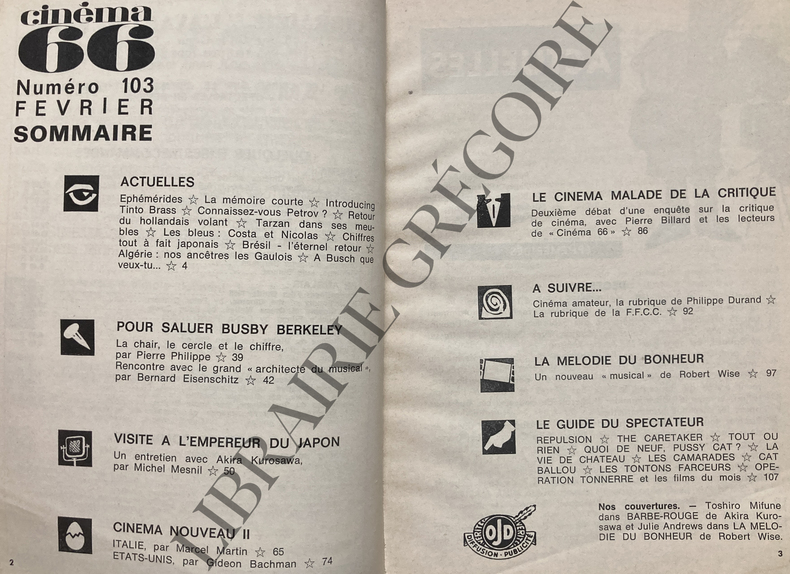 cinéma
66
Numéro 103
FEVRIER
SOMMAIRE
ACTUELLES
Ephémérides ☆ La mémoire courte ☆ Introducing
Tinto Brass ☆ Connaissez-vous Petrov ? ☆ Retour
du hollandais volant ☆ Tarzan dans ses meu-
bles ☆ Les bleus : Costa et Nicolas ☆ Chiffres
tout à fait japonais ☆ Brésil - l'éternel retour ☆
Algérie : nos ancêtres les Gaulois ☆ A Busch que
veux-tu... ☆ 4
POUR SALUER BUSBY BERKELEY
La chair, le cercle et le chiffre,
par Pierre Philippe ☆ 39
Rencontre avec le grand « architecte du musical »,
par Bernard Eisenschitz ☆ 42
VISITE A L'EMPEREUR DU JAPON
Un entretien avec Akira Kurosawa,
par Michel Mesnil ☆ 50
CINEMA NOUVEAU II
ITALIE, par Marcel Martin ☆ 65
ETATS-UNIS, par Gideon Bachman ☆ 74
2
LE CINEMA MALADE DE LA CRITIQUE
Deuxième débat d'une enquête sur la critique
de cinéma, avec Pierre Billard et les lecteurs
de « Cinéma 66 » ☆ 86
A SUIVRE...
Cinéma amateur, la rubrique de Philippe Durand ☆
La rubrique de la F.F.C.C. ☆ 92
LA MELODIE DU BONHEUR
Un nouveau « musical » de Robert Wise ☆ 97
LE GUIDE DU SPECTATEUR
REPULSION ☆ THE CARETAKER ☆ TOUT OU
RIEN ☆ QUOI DE NEUF, PUSSY CAT ? ☆ LA
VIE DE CHATEAU ☆ LES CAMARADES ☆ CAT
BALLOU ☆ LES TONTONS FARCEURS ☆ OPE-
RATION TONNERRE et les films du mois ☆ 107
OJD
DIFFUSION - PUBLICITÉ
Nos couvertures. — Toshiro Mifune
dans BARBE-ROUGE de Akira Kuro-
sawa et Julie Andrews dans LA MELO-
DIE DU BONHEUR de Robert Wise.
3
LIBRAIRIE GRÉGOIRE